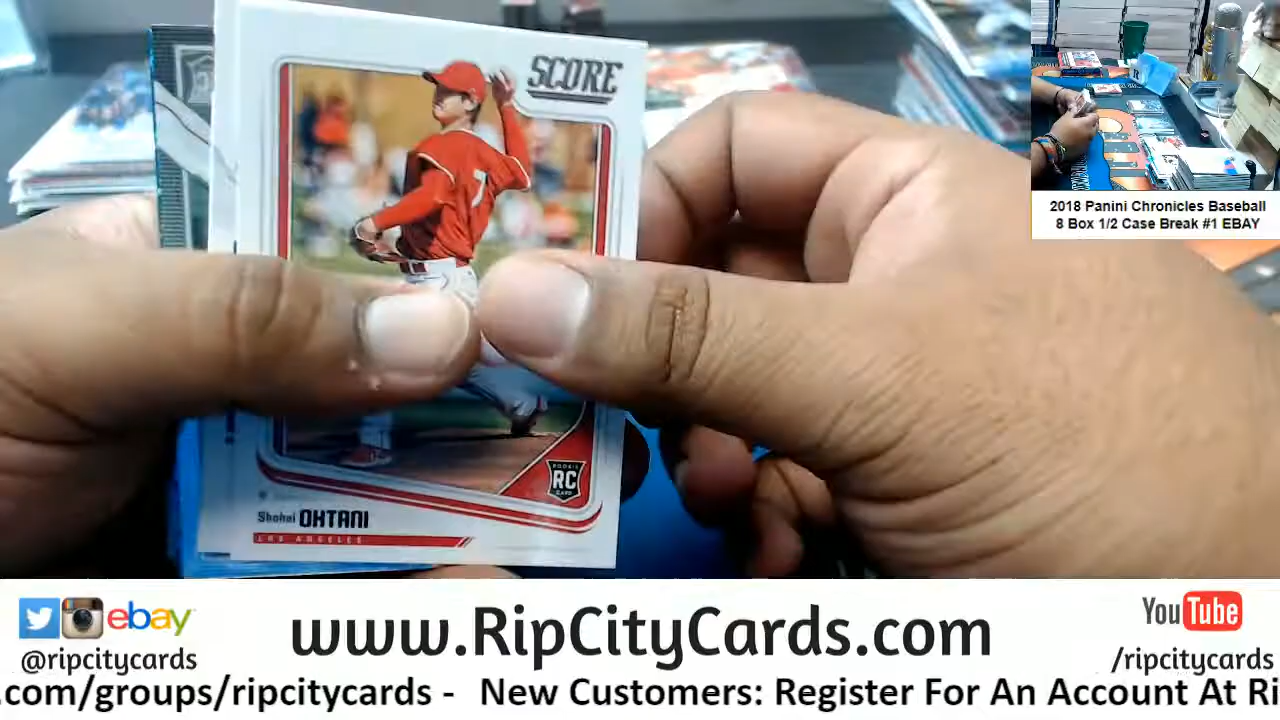 SCORE
7
ROOKIE
RC
CARD
Shohei OHTANI
LOS ANGELES
2018 Panini Chronicles Baseball
8 Box 1/2 Case Break #1 EBAY
ebay
@ripcitycards
www.RipCityCards.com
YouTube
/ripcitycards
.com/groups/ripcitycards - New Customers: Register For An Account At Ri